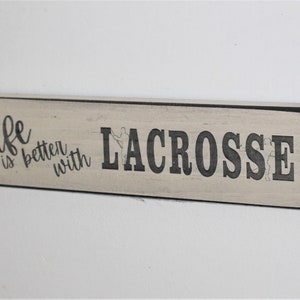 ife
is better
with LACROSSE